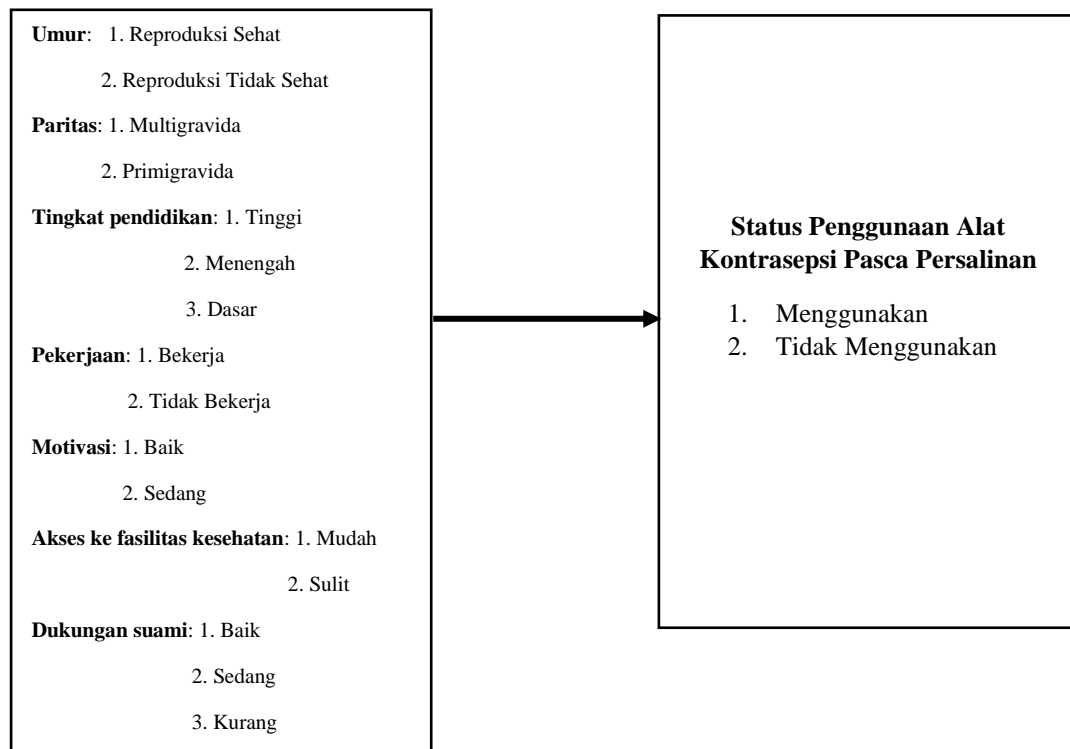 Umur: 1. Reproduksi Sehat
2. Reproduksi Tidak Sehat
Paritas: 1. Multigravida
2. Primigravida
Tingkat pendidikan: 1. Tinggi
2. Menengah
3. Dasar
Pekerjaan: 1. Bekerja
2. Tidak Bekerja
Motivasi: 1. Baik
2. Sedang
Akses ke fasilitas kesehatan: 1. Mudah
2. Sulit
Dukungan suami: 1. Baik
2. Sedang
3. Kurang
Status Penggunaan Alat
Kontrasepsi Pasca Persalinan
1. Menggunakan
2. Tidak Menggunakan